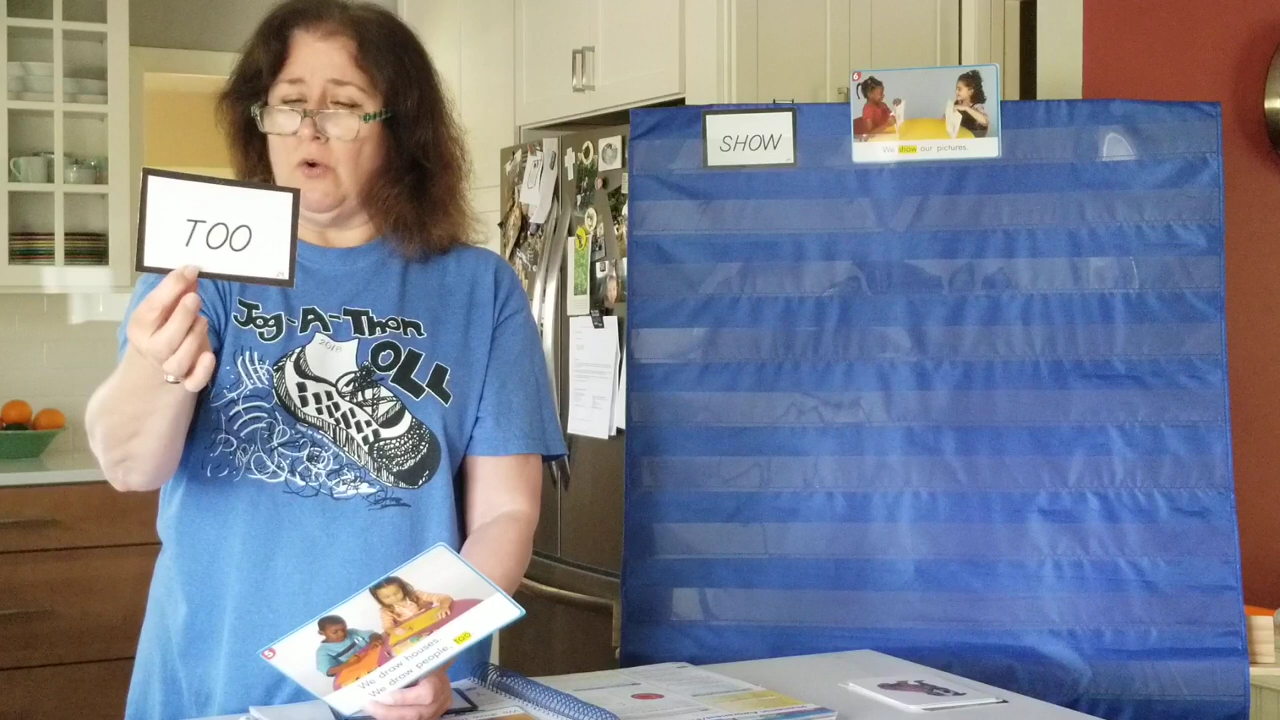 TOO
SHOW
6
We show our pictures.
Jog-A-Thon
2018
OLL
5
We draw houses.
We draw people, too